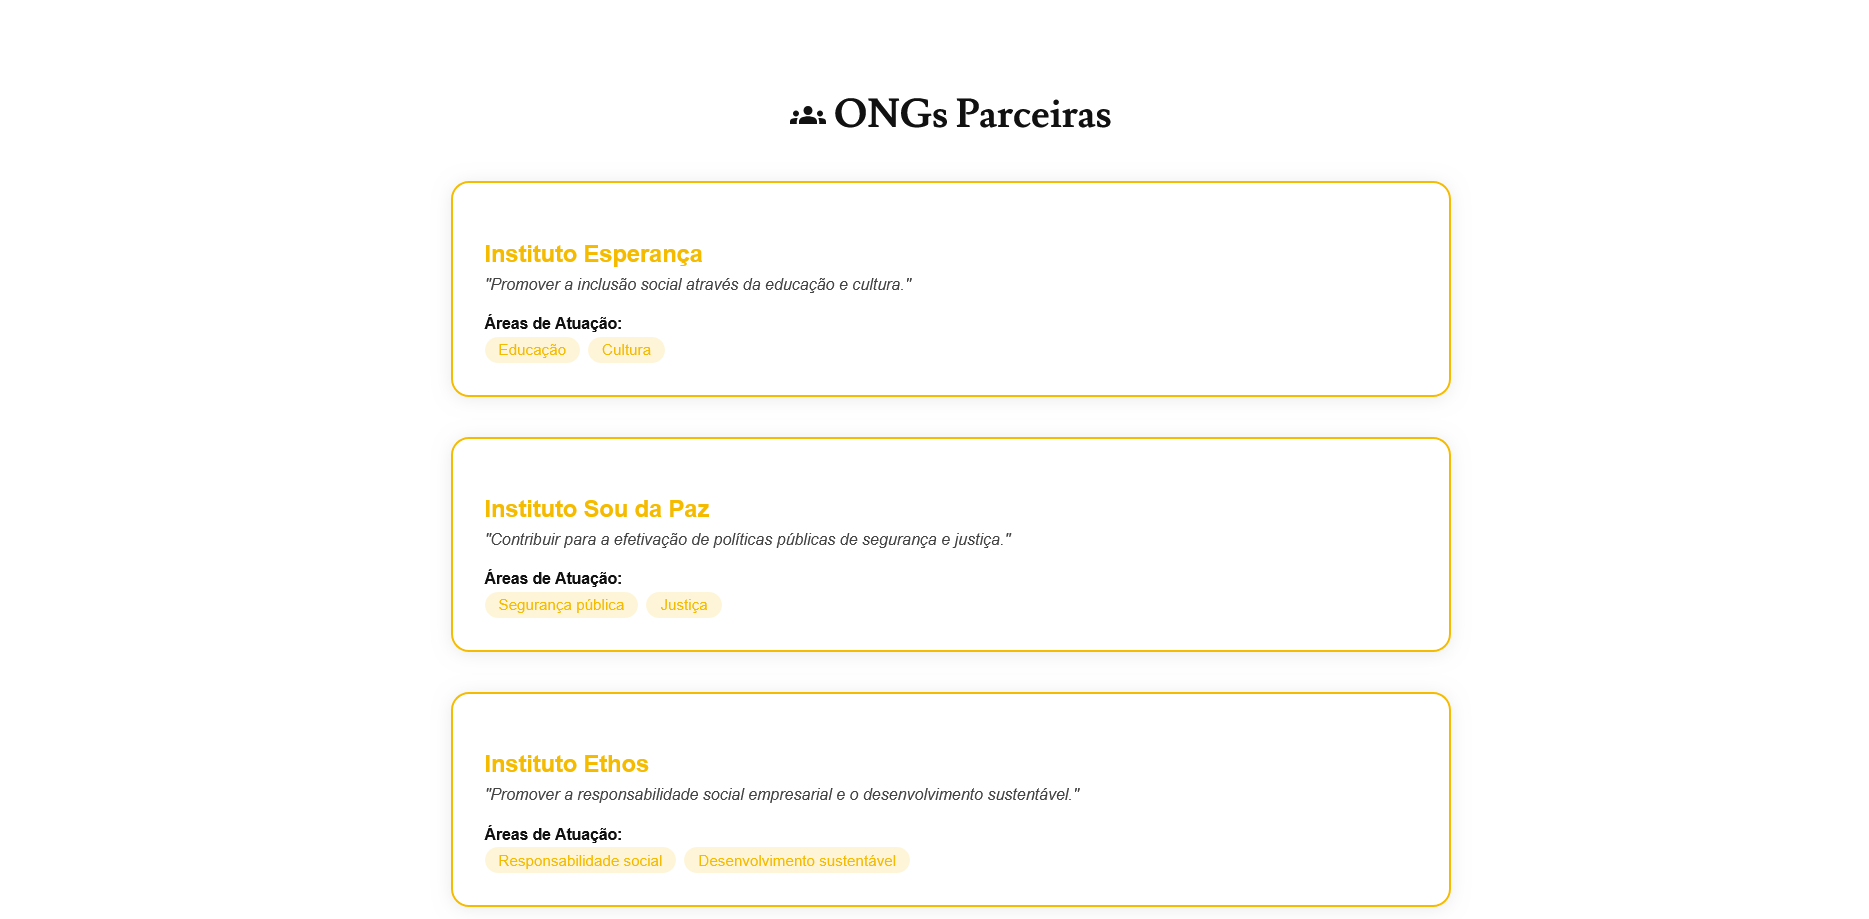 ONGs Parceiras
Instituto Esperança
"Promover a inclusão social através da educação e cultura."
Áreas de Atuação:
Educação Cultura
Instituto Sou da Paz
"Contribuir para a efetivação de políticas públicas de segurança e justiça."
Áreas de Atuação:
Segurança pública Justiça
Instituto Ethos
"Promover a responsabilidade social empresarial e o desenvolvimento sustentável."
Áreas de Atuação:
Responsabilidade social Desenvolvimento sustentável